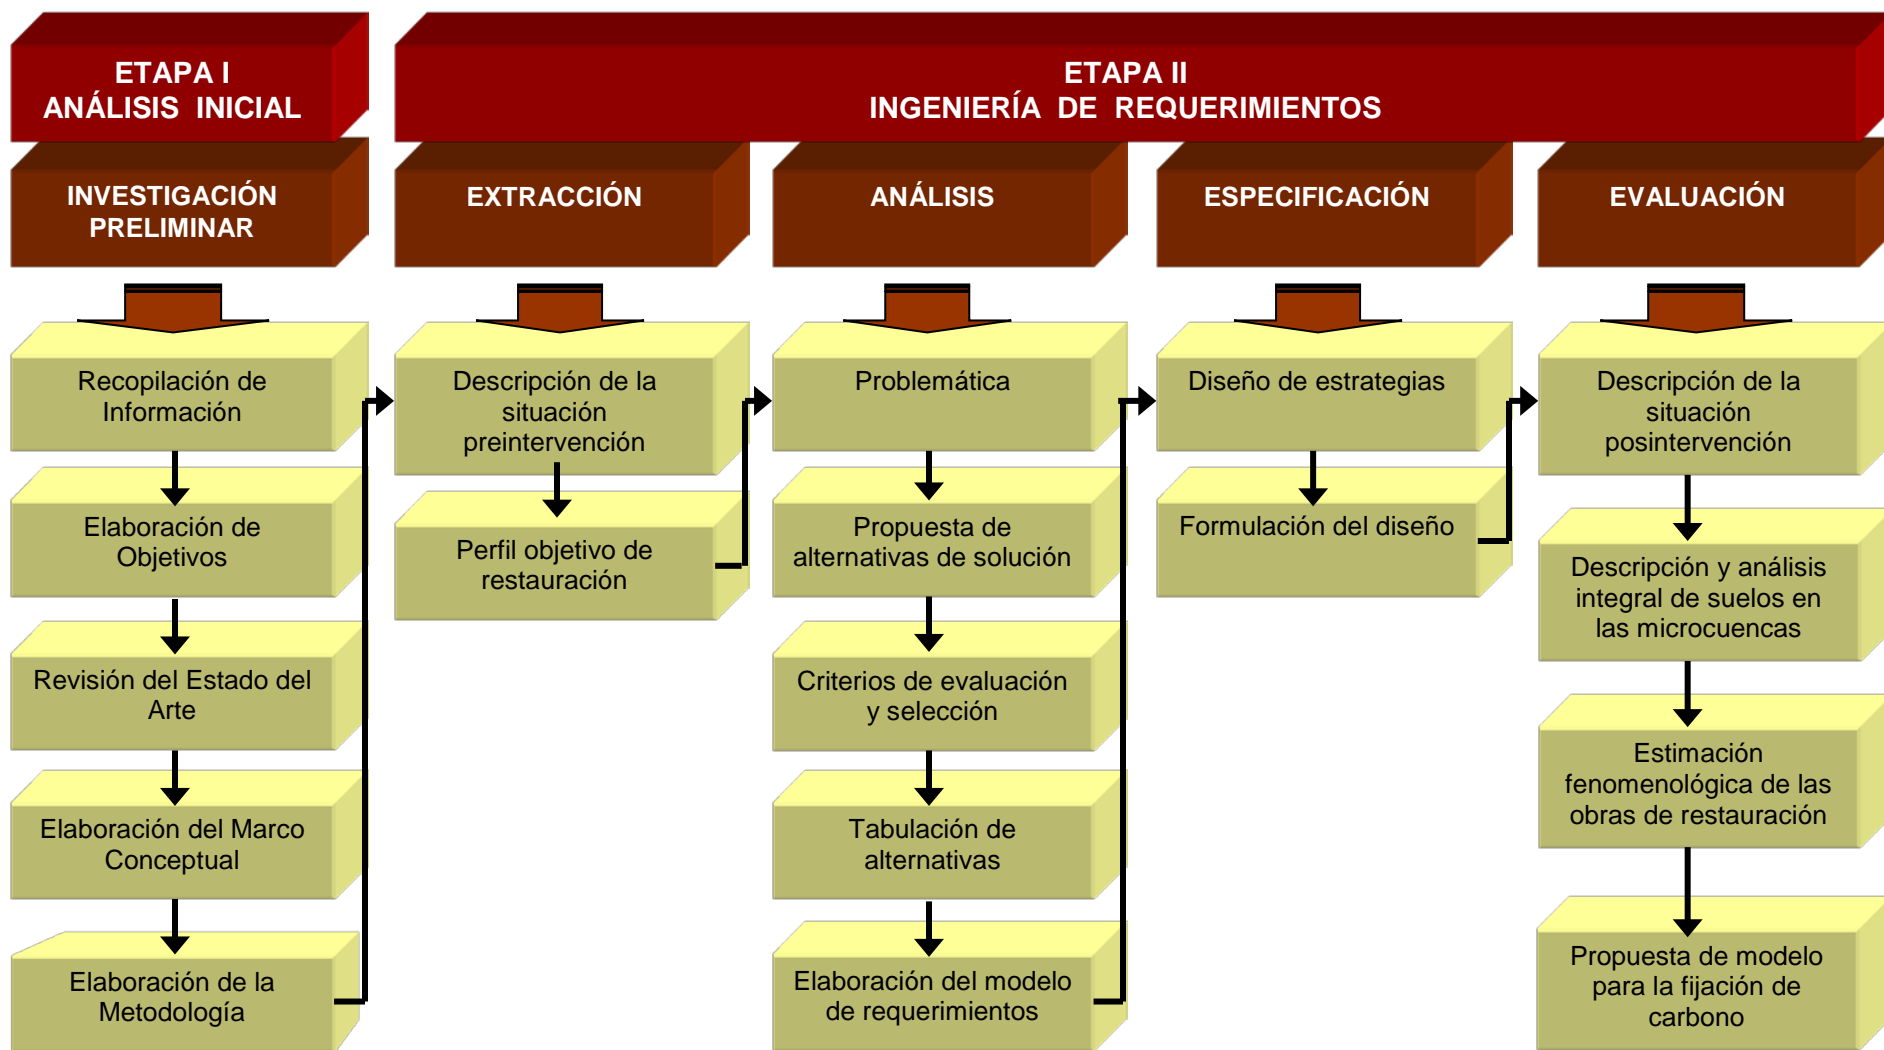 ETAPA I
ANÁLISIS INICIAL
ETAPA II
INGENIERÍA DE REQUERIMIENTOS
INVESTIGACIÓN
PRELIMINAR
EXTRACCIÓN
ANÁLISIS
ESPECIFICACIÓN
EVALUACIÓN
Recopilación de
Información
Elaboración de
Objetivos
Revisión del Estado del
Arte
Elaboración del Marco
Conceptual
Elaboración de la
Metodología
Descripción de la
situación
preintervención
Perfil objetivo de
restauración
Problemática
Propuesta de
alternativas de solución
Criterios de evaluación
y selección
Tabulación de
alternativas
Elaboración del modelo
de requerimientos
Diseño de estrategias
Formulación del diseño
Descripción de la
situación
posintervención
Descripción y análisis
integral de suelos en
las microcuencas
Estimación
fenomenológica de las
obras de restauración
Propuesta de modelo
para la fijación de
carbono